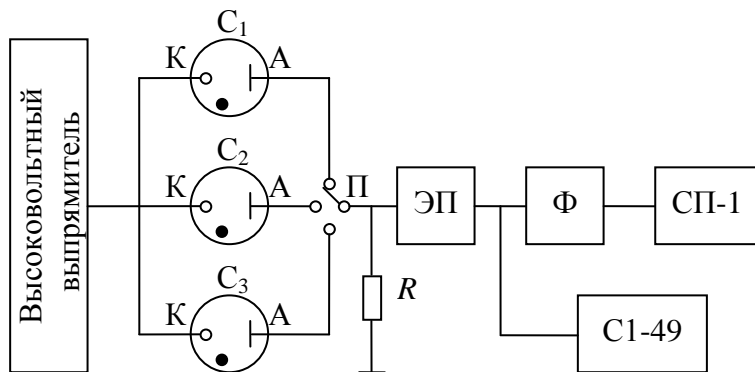 Высоковольтный
выпрямитель
C₁
К А
C₂
К А
П
C₃
К А
R
ЭП
Ф
СП-1
С1-49